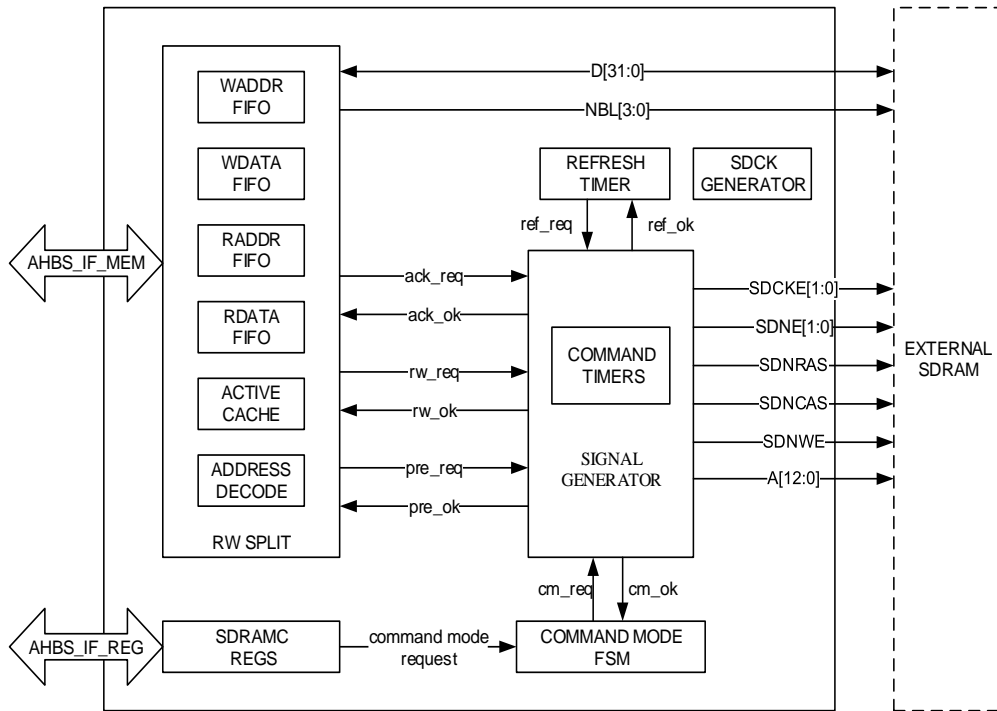 D[31:0]
NBL[3:0]
WADDR
FIFO
WDATA
FIFO
RADDR
FIFO
RDATA
FIFO
ACTIVE
CACHE
ADDRESS
DECODE
RW SPLIT
AHBS_IF_MEM
REFRESH
TIMER
SDCK
GENERATOR
ref_req
ref_ok
ack_req
ack_ok
rw_req
rw_ok
pre_req
pre_ok
COMMAND
TIMERS
SIGNAL
GENERATOR
SDCKE[1:0]
SDNE[1:0]
SDNRAS
SDNCAS
SDNWE
A[12:0]
EXTERNAL
SDRAM
cm_req
cm_ok
AHBS_IF_REG
SDRAMC
REGS
command mode
request
COMMAND MODE
FSM